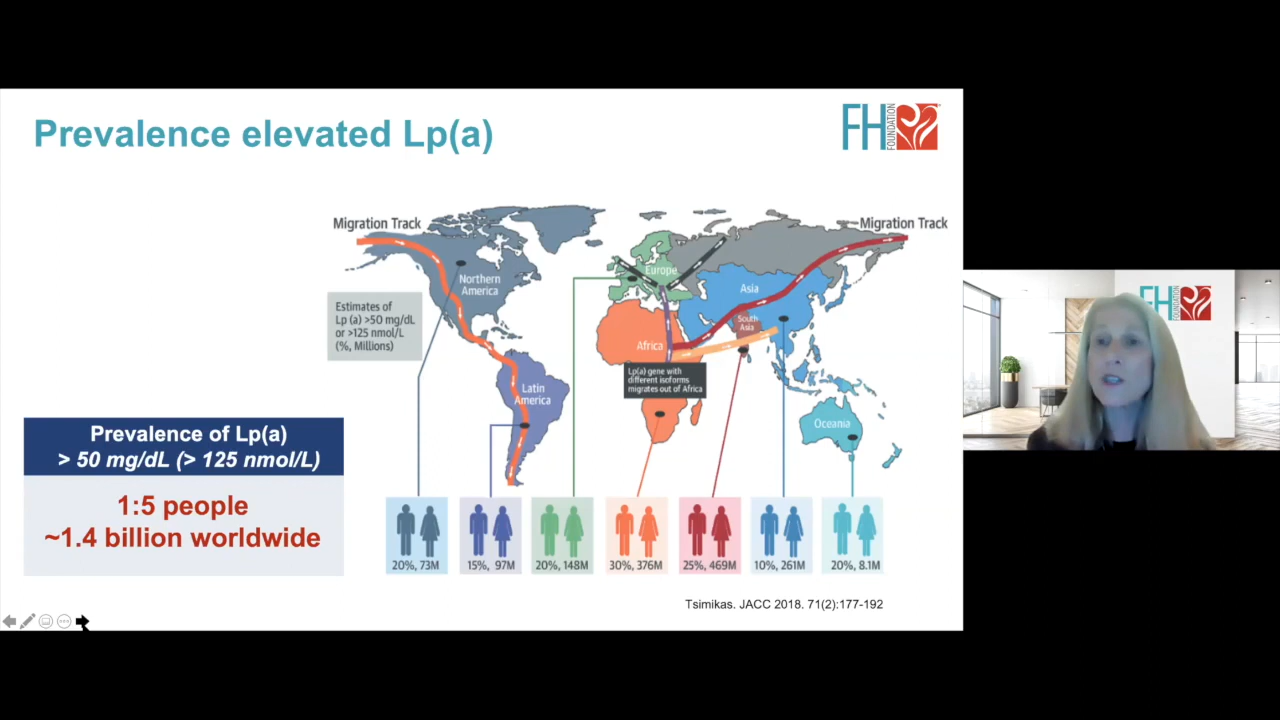 Prevalence elevated Lp(a)
FH
FOUNDATION
Migration Track
Migration Track
Northern
America
Europe
Asia
South
Asia
Estimates of
Lp (a) >50 mg/dL
or >125 nmol/L
(%, Millions)
Africa
Lp(a) gene with
different isoforms
migrates out of Africa
Latin
America
Oceania
Prevalence of Lp(a)
> 50 mg/dL (> 125 nmol/L)
1:5 people
~1.4 billion worldwide
20%, 73M
15%, 97M
20%, 148M
30%, 376M
25%, 469M
10%, 261M
20%, 8.1M
Tsimikas. JACC 2018. 71(2):177-192
FH